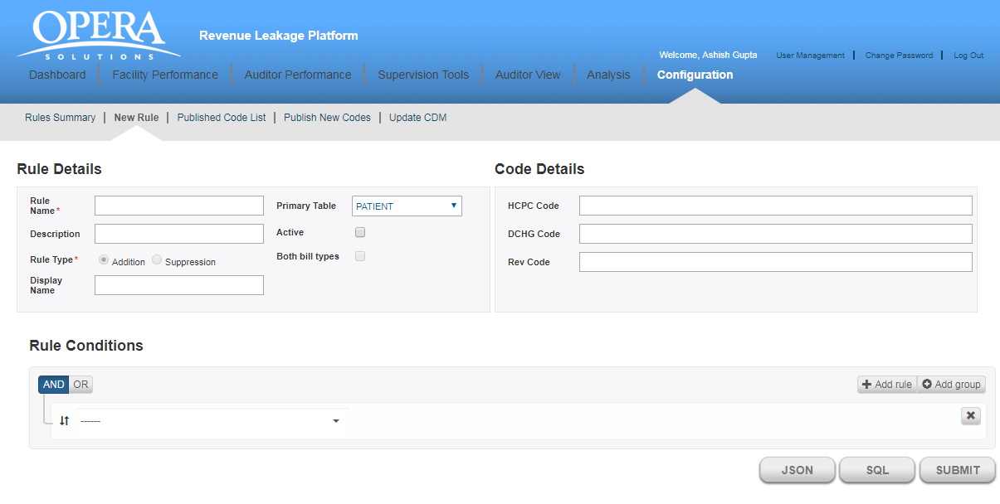 OPERA
SOLUTIONS
Revenue Leakage Platform
Welcome, Ashish Gupta User Management | Change Password | Log Out
Dashboard Facility Performance Auditor Performance Supervision Tools Auditor View Analysis Configuration
Rules Summary | New Rule | Published Code List | Publish New Codes | Update CDM
Rule Details
Rule
Name*
Primary Table PATIENT
Description
Active
Rule Type* Addition Suppression
Both bill types
Display
Name
Code Details
HCPC Code
DCHG Code
Rev Code
Rule Conditions
AND OR
Add rule Add group
------
JSON SQL SUBMIT